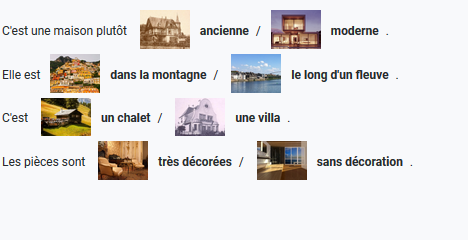 C'est une maison plutôt ancienne / moderne .
Elle est dans la montagne / le long d'un fleuve .
C'est un chalet / une villa .
Les pièces sont très décorées / sans décoration .